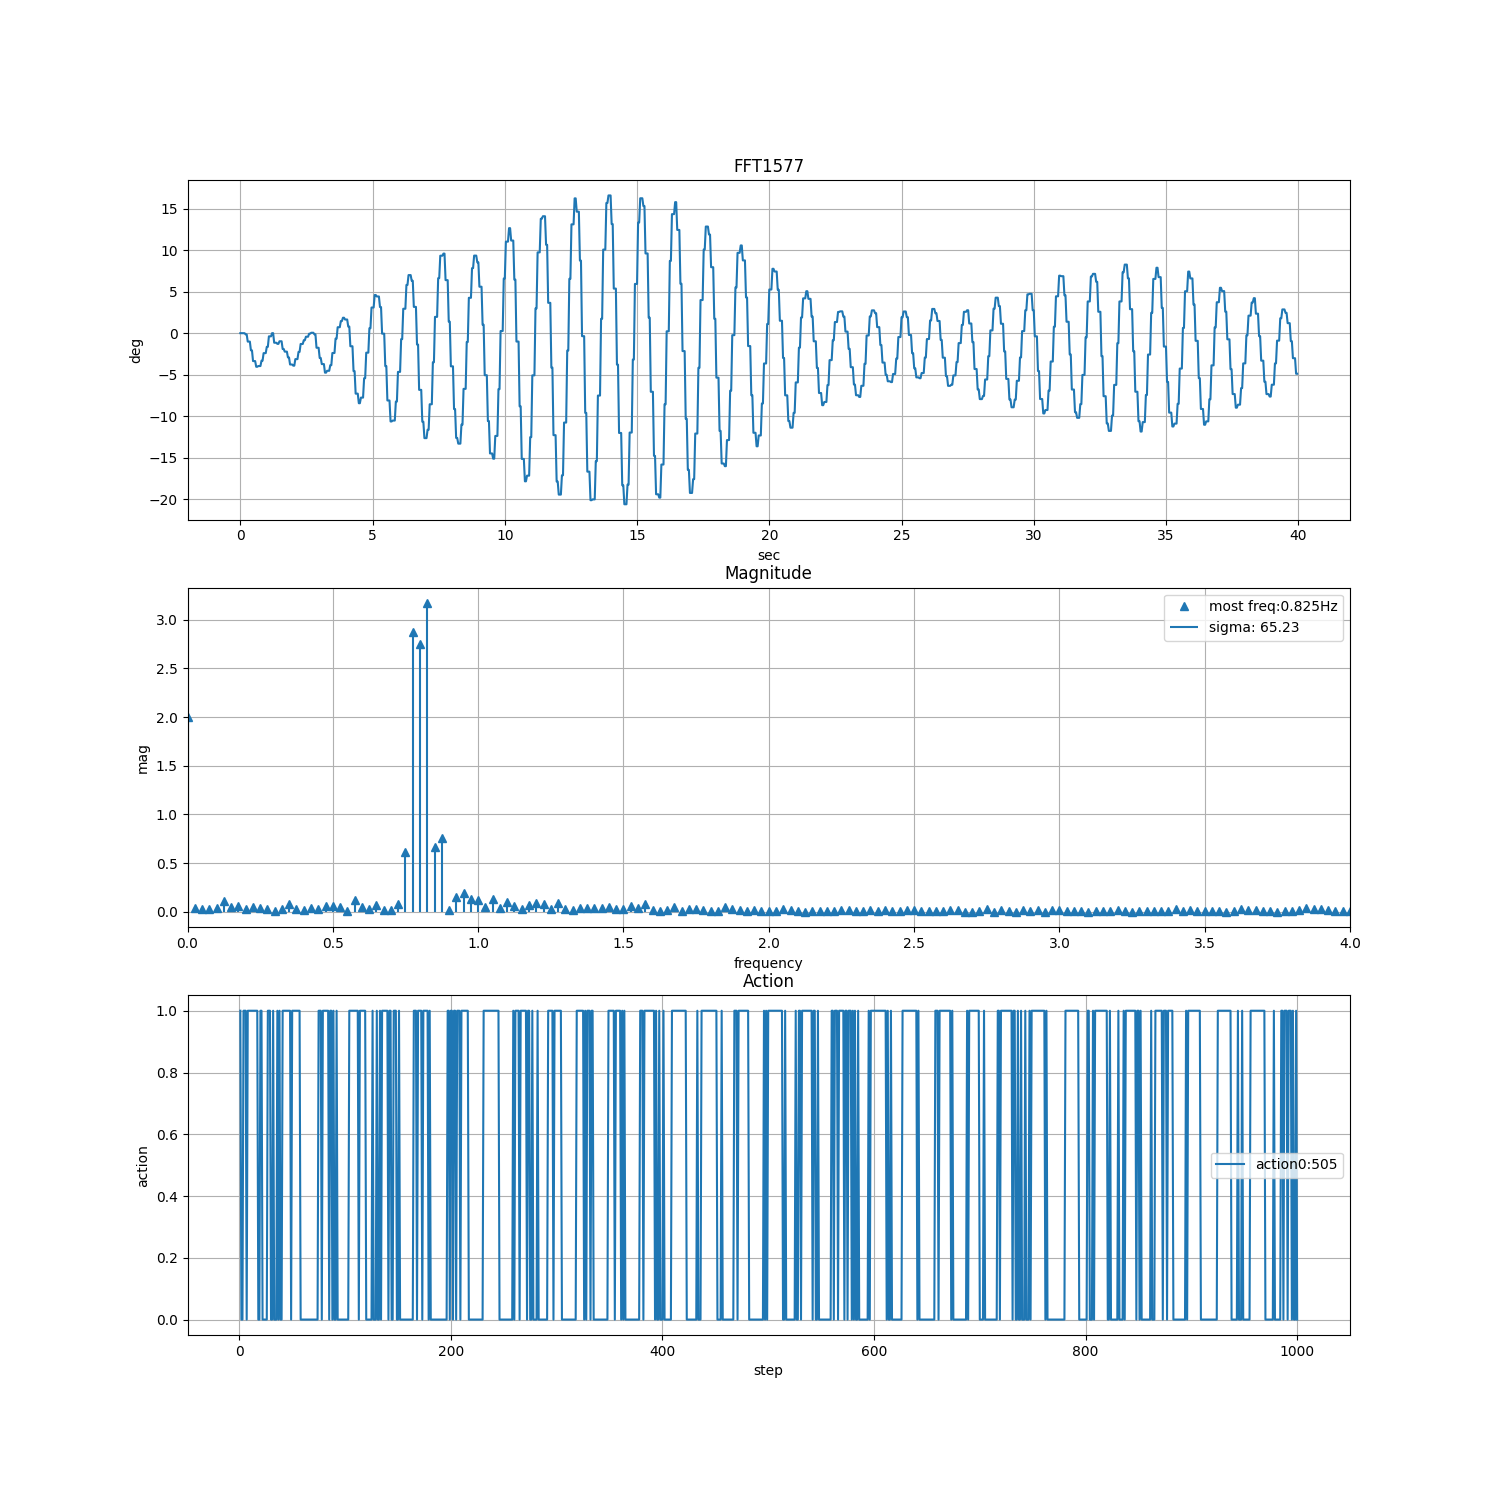 FFT1577
15
10
5
0
−5
−10
−15
−20
deg
0 5 10 15 20 25 30 35 40
sec
Magnitude
most freq:0.825Hz
sigma: 65.23
3.0
2.5
2.0
1.5
1.0
0.5
0.0
mag
0.0 0.5 1.0 1.5 2.0 2.5 3.0 3.5 4.0
frequency
Action
1.0
0.8
0.6
0.4
0.2
0.0
action
action0:505
0 200 400 600 800 1000
step